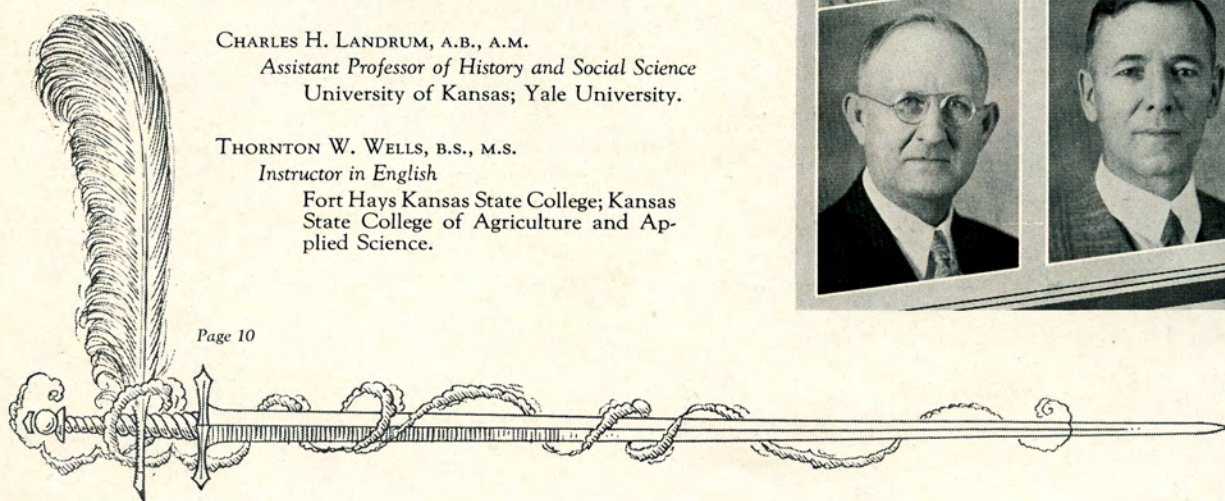 CHARLES H. LANDRUM, A.B., A.M.
Assistant Professor of History and Social Science
University of Kansas; Yale University.
THORNTON W. WELLS, B.S., M.S.
Instructor in English
Fort Hays Kansas State College; Kansas
State College of Agriculture and Ap-
plied Science.
Page 10